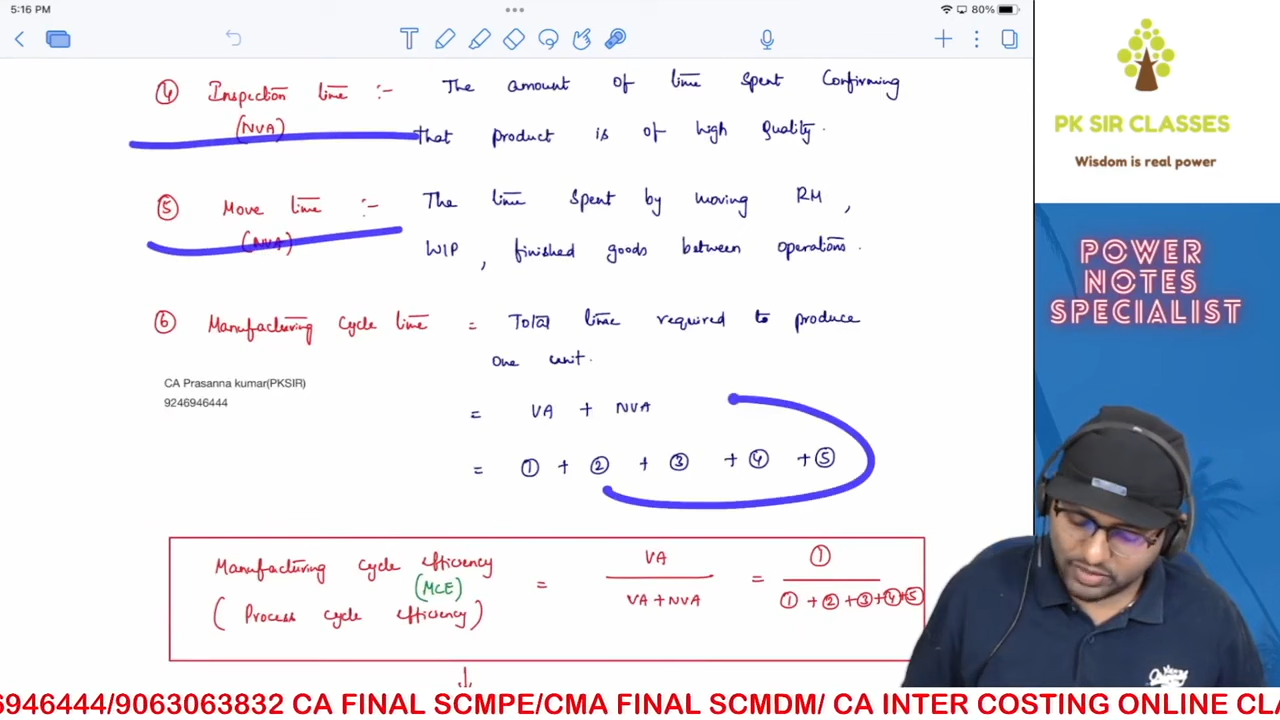 5:16 PM
80%
④ Inspection time :- The amount of time spent Confirming
(NVA) that product is of high Quality.
⑤ Move time :- The time spent by moving RM,
(NVA) WIP, finished goods between operations.
⑥ Manufacturing Cycle time = Total time required to produce
one unit.
CA Prasanna kumar(PKSIR)
9246946444
= VA + NVA
= ① + ② + ③ + ④ + ⑤
Manufacturing cycle efficiency
(MCE)
(Process cycle efficiency)
= VA
VA+NVA
= ①
①+②+③+④+⑤
PK SIR CLASSES
Wisdom is real power
POWER
NOTES
SPECIALIST
6946444/9063063832 CA FINAL SCMPE/CMA FINAL SCMDM/ CA INTER COSTING ONLINE CLA